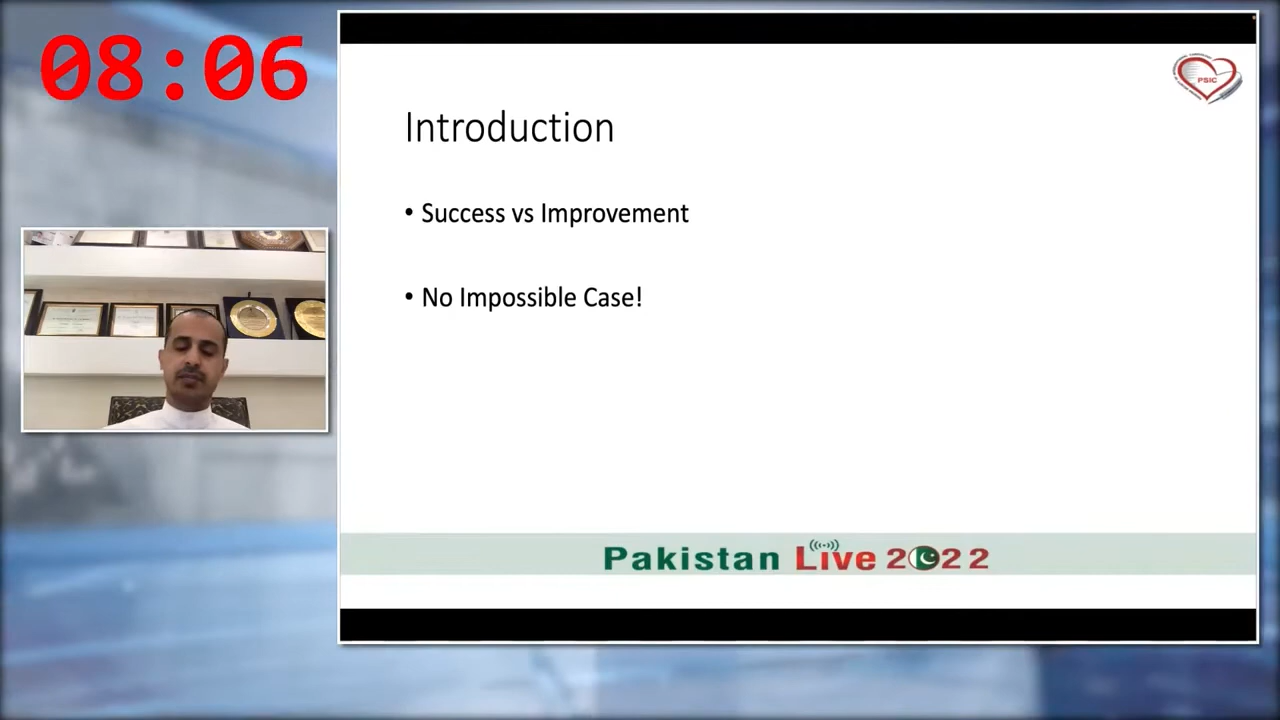 08:06
PSIC
Introduction
• Success vs Improvement
• No Impossible Case!
Pakistan Live 2022